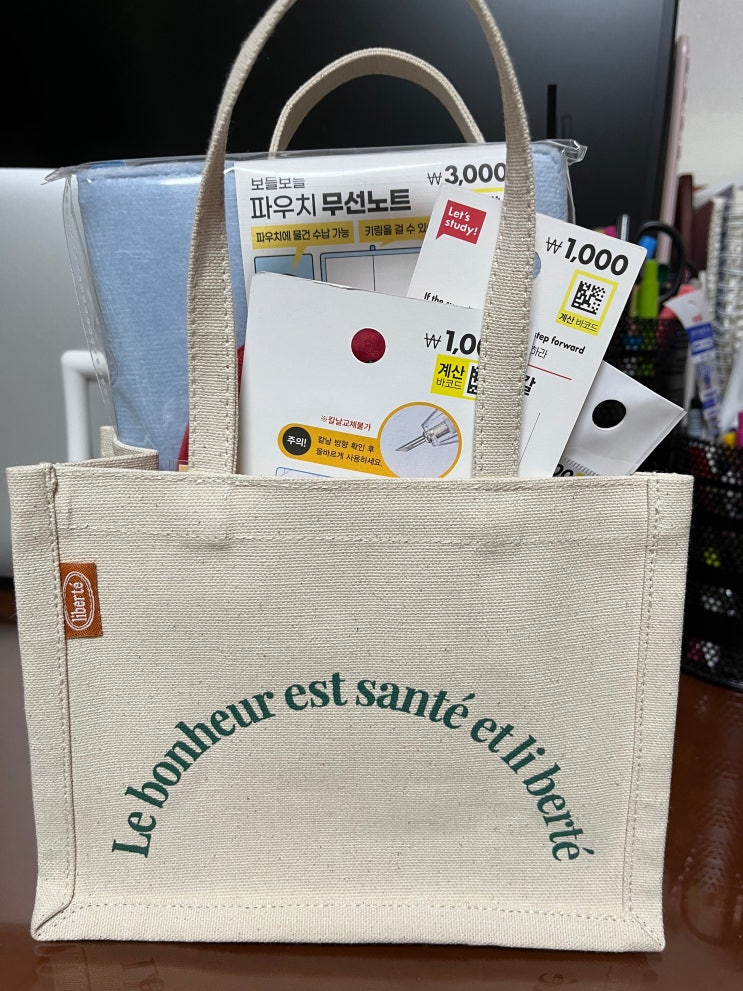 보들보들
파우치 무선노트
₩3,000
파우치에 물건 수납 가능
키링을 걸 수 있
Let's
study!
₩1,000
계산 바코드
If the
step forward
하라
계산
바코드
※칼날교체불가
주의!
칼날 방향 확인 후
올바르게 사용하세요.
liberté
Le bonheur est santé et li berté